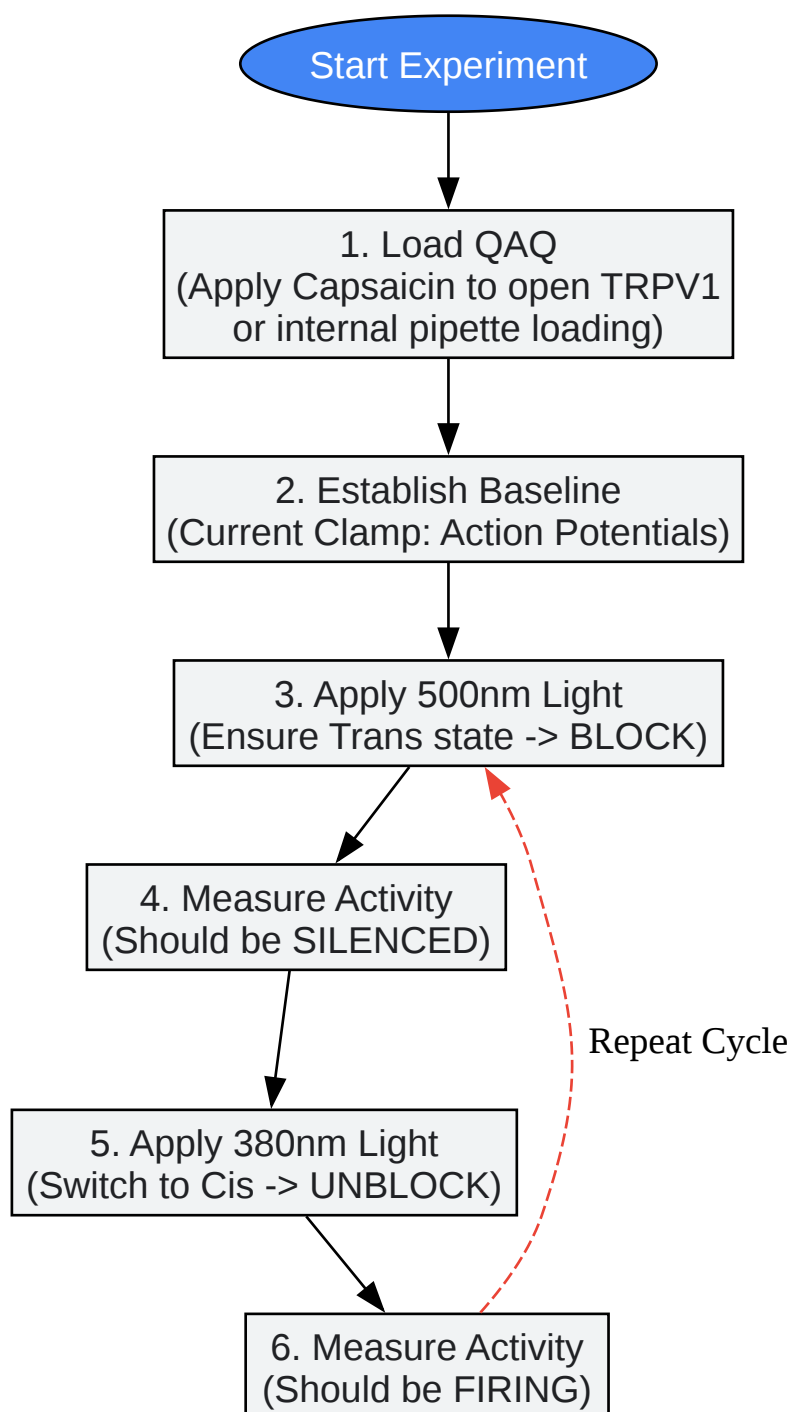 Start Experiment
1. Load QAQ
(Apply Capsaicin to open TRPV1
or internal pipette loading)
2. Establish Baseline
(Current Clamp: Action Potentials)
3. Apply 500nm Light
(Ensure Trans state -> BLOCK)
4. Measure Activity
(Should be SILENCED)
Repeat Cycle
5. Apply 380nm Light
(Switch to Cis -> UNBLOCK)
6. Measure Activity
(Should be FIRING)